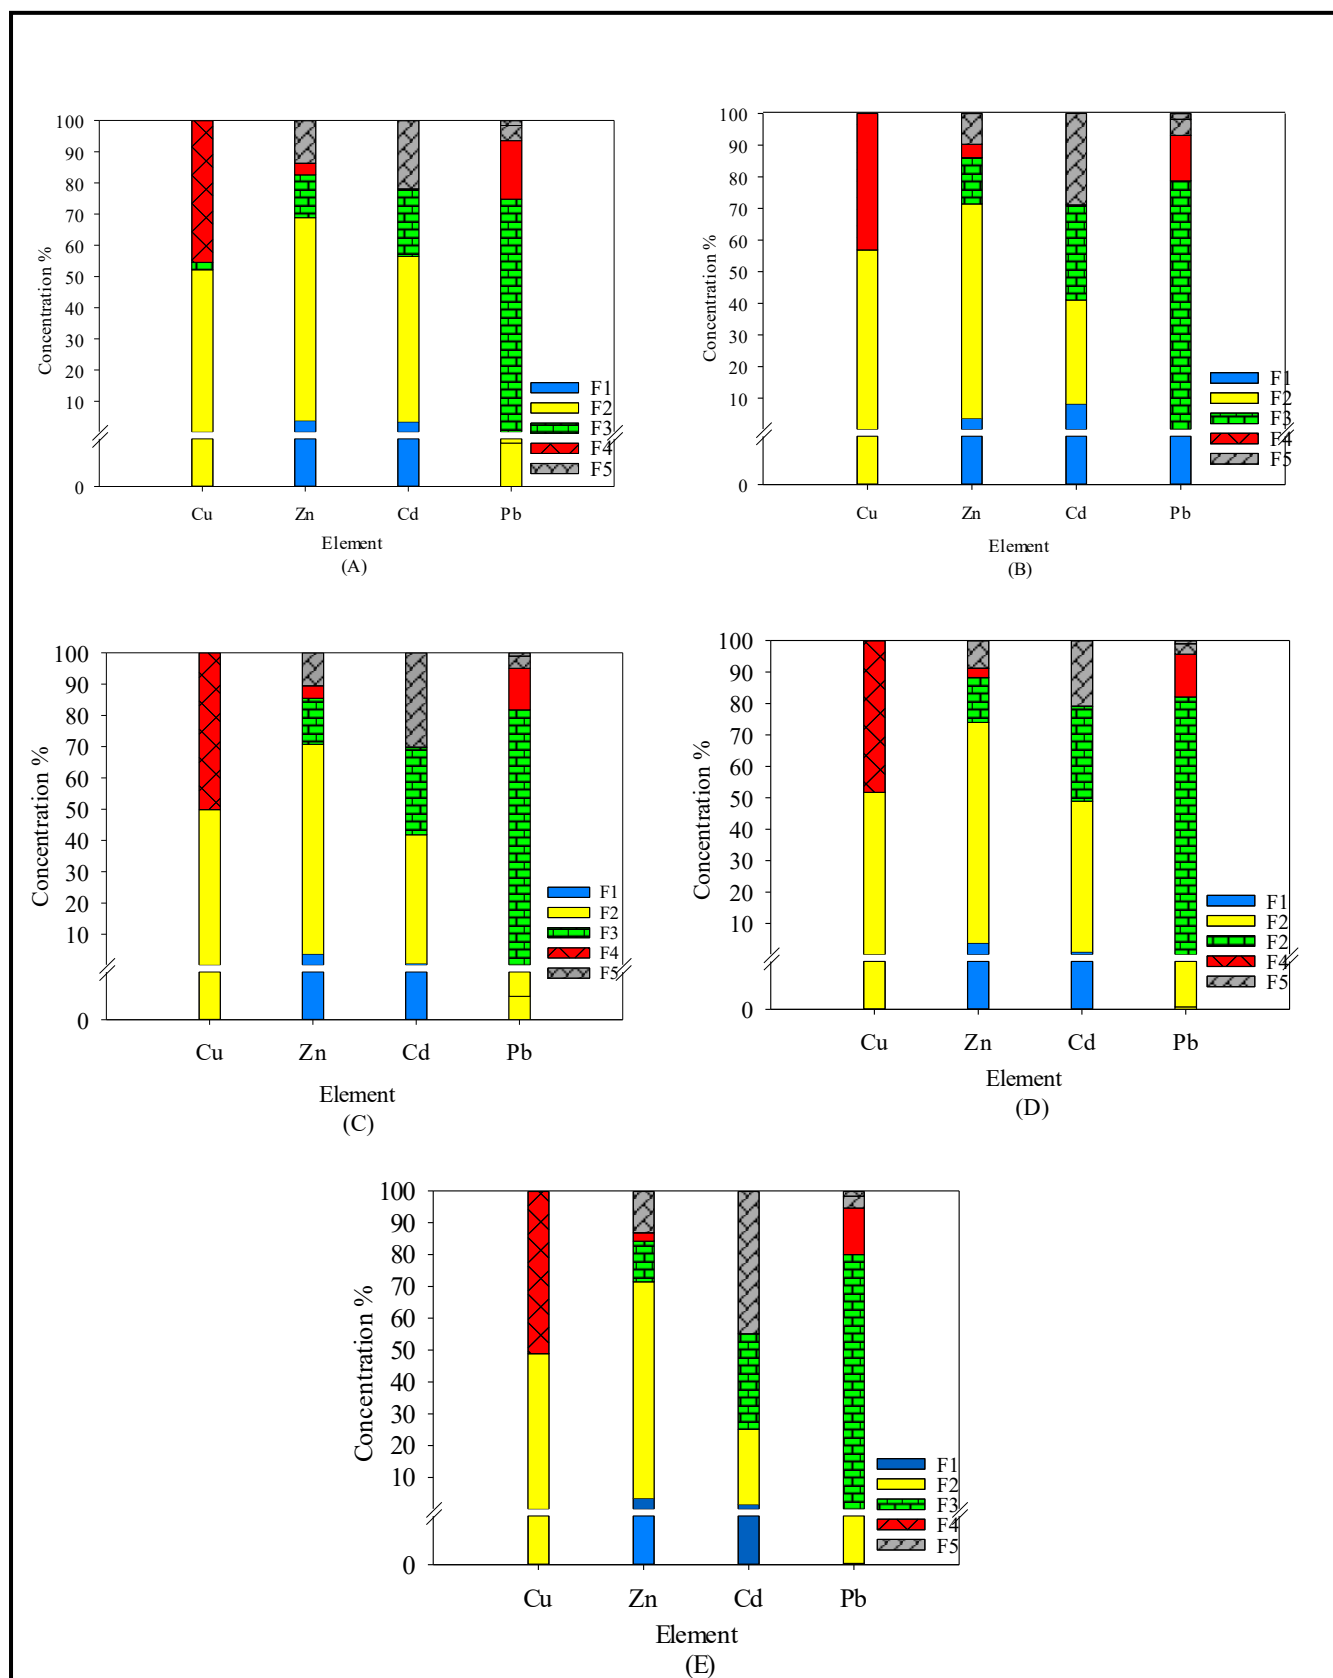 100
90
80
70
60
50
40
30
20
10
0
Concentration %
F1
F2
F3
F4
F5
Cu Zn Cd Pb
Element
(A)
100
90
80
70
60
50
40
30
20
10
0
Concentration %
F1
F2
F3
F4
F5
Cu Zn Cd Pb
Element
(B)
100
90
80
70
60
50
40
30
20
10
0
Concentration %
F1
F2
F3
F4
F5
Cu Zn Cd Pb
Element
(C)
100
90
80
70
60
50
40
30
20
10
0
Concentration %
F1
F2
F2
F4
F5
Cu Zn Cd Pb
Element
(D)
100
90
80
70
60
50
40
30
20
10
0
Concentration %
F1
F2
F3
F4
F5
Cu Zn Cd Pb
Element
(E)